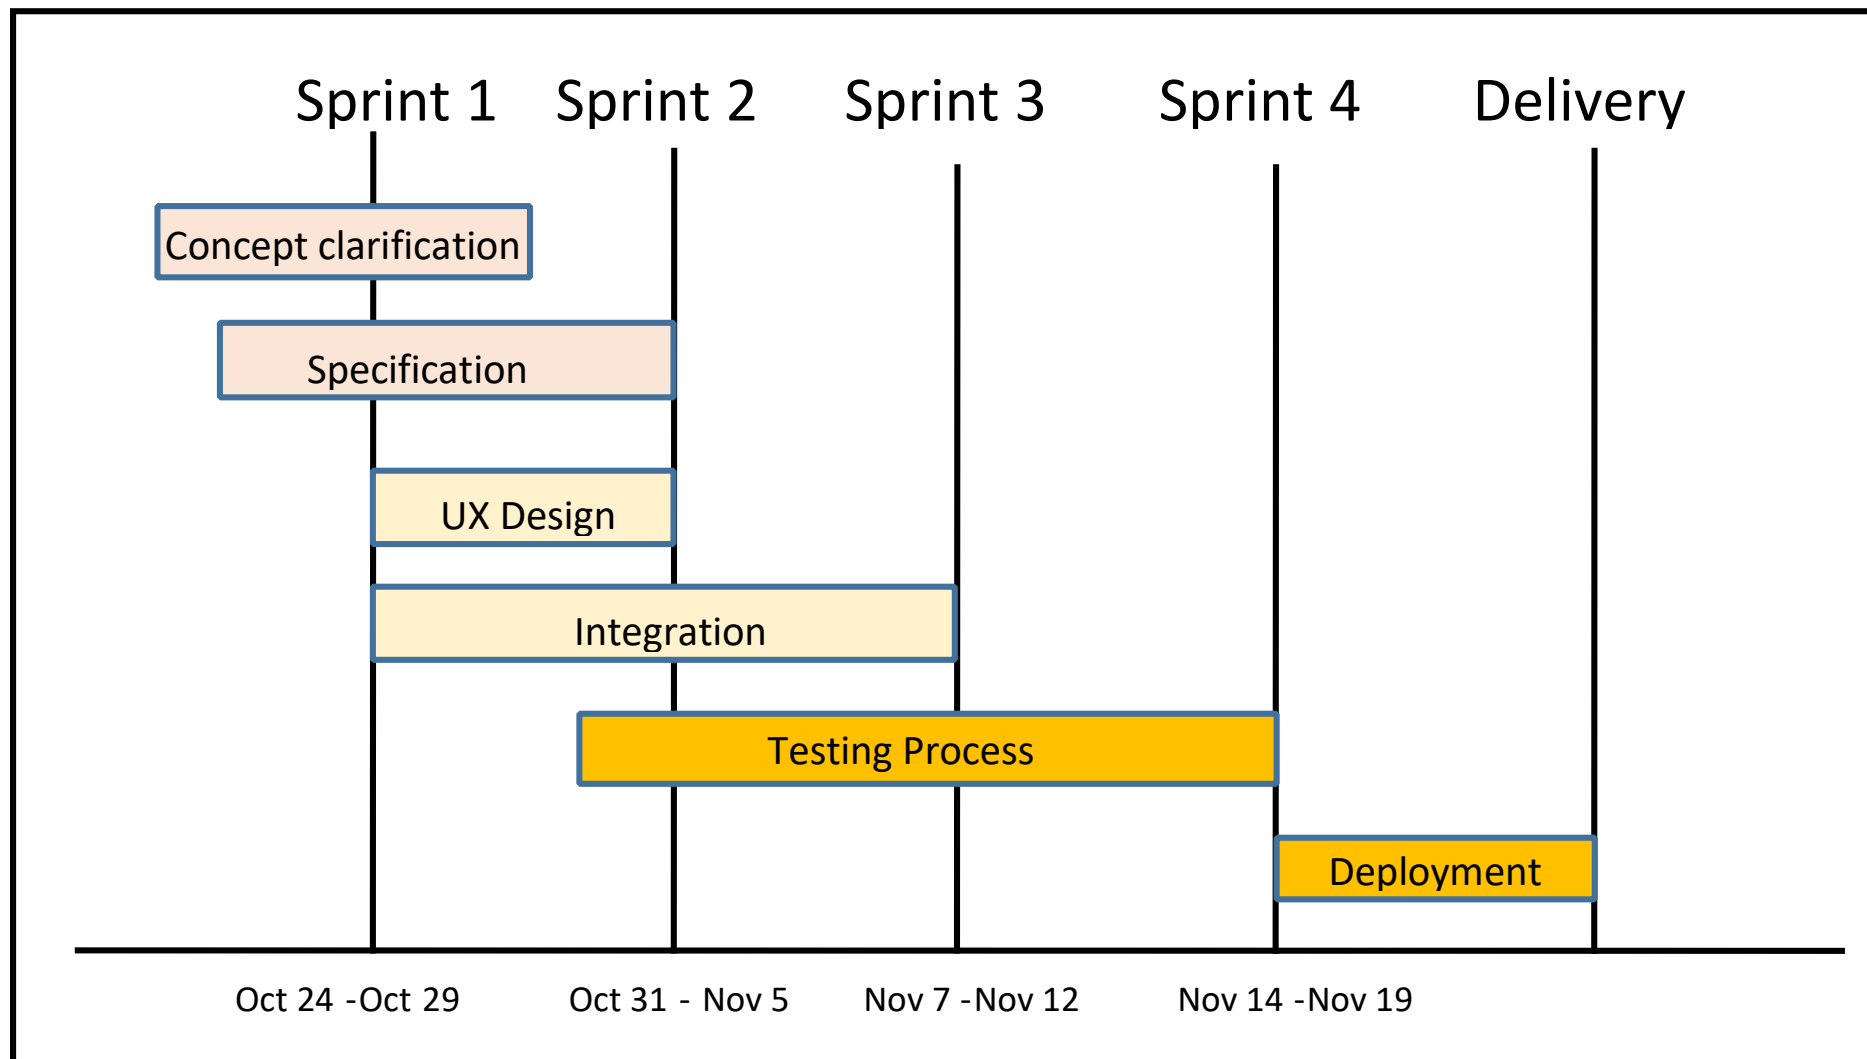 Sprint 1 Sprint 2 Sprint 3 Sprint 4 Delivery
Concept clarification
Specification
UX Design
Integration
Testing Process
Deployment
Oct 24 -Oct 29 Oct 31 - Nov 5 Nov 7 -Nov 12 Nov 14 -Nov 19